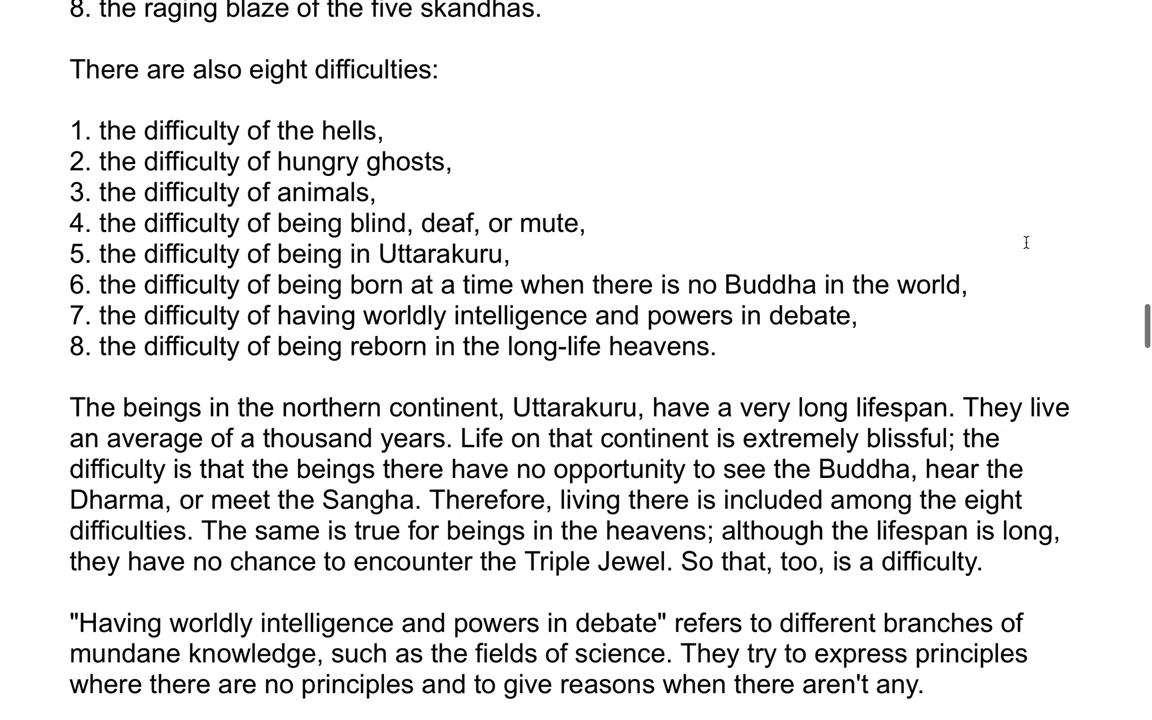 8. the raging blaze of the five skandhas.
There are also eight difficulties:
1. the difficulty of the hells,
2. the difficulty of hungry ghosts,
3. the difficulty of animals,
4. the difficulty of being blind, deaf, or mute,
5. the difficulty of being in Uttarakuru,
6. the difficulty of being born at a time when there is no Buddha in the world,
7. the difficulty of having worldly intelligence and powers in debate,
8. the difficulty of being reborn in the long-life heavens.
The beings in the northern continent, Uttarakuru, have a very long lifespan. They live
an average of a thousand years. Life on that continent is extremely blissful; the
difficulty is that the beings there have no opportunity to see the Buddha, hear the
Dharma, or meet the Sangha. Therefore, living there is included among the eight
difficulties. The same is true for beings in the heavens; although the lifespan is long,
they have no chance to encounter the Triple Jewel. So that, too, is a difficulty.
"Having worldly intelligence and powers in debate" refers to different branches of
mundane knowledge, such as the fields of science. They try to express principles
where there are no principles and to give reasons when there aren't any.